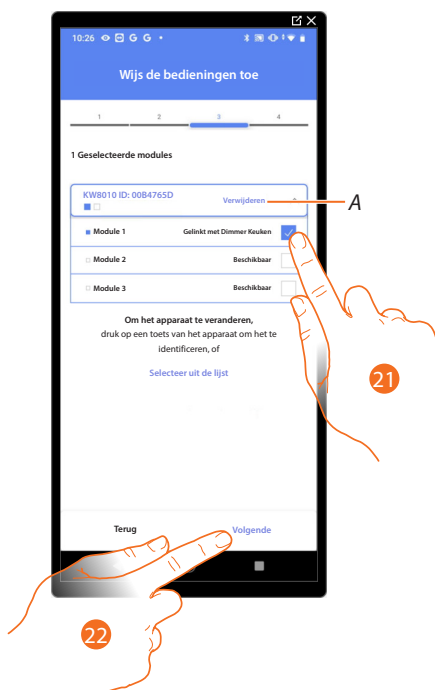 10:26 G G
Wijs de bedieningen toe
1 2 3 4
1 Geselecteerde modules
KW8010 ID: 00B4765D
Verwijderen
A
Module 1 Gelinkt met Dimmer Keuken
Module 2 Beschikbaar
Module 3 Beschikbaar
Om het apparaat te veranderen,
druk op een toets van het apparaat om het te
identificeren, of
Selecteer uit de lijst
21
Terug Volgende
22